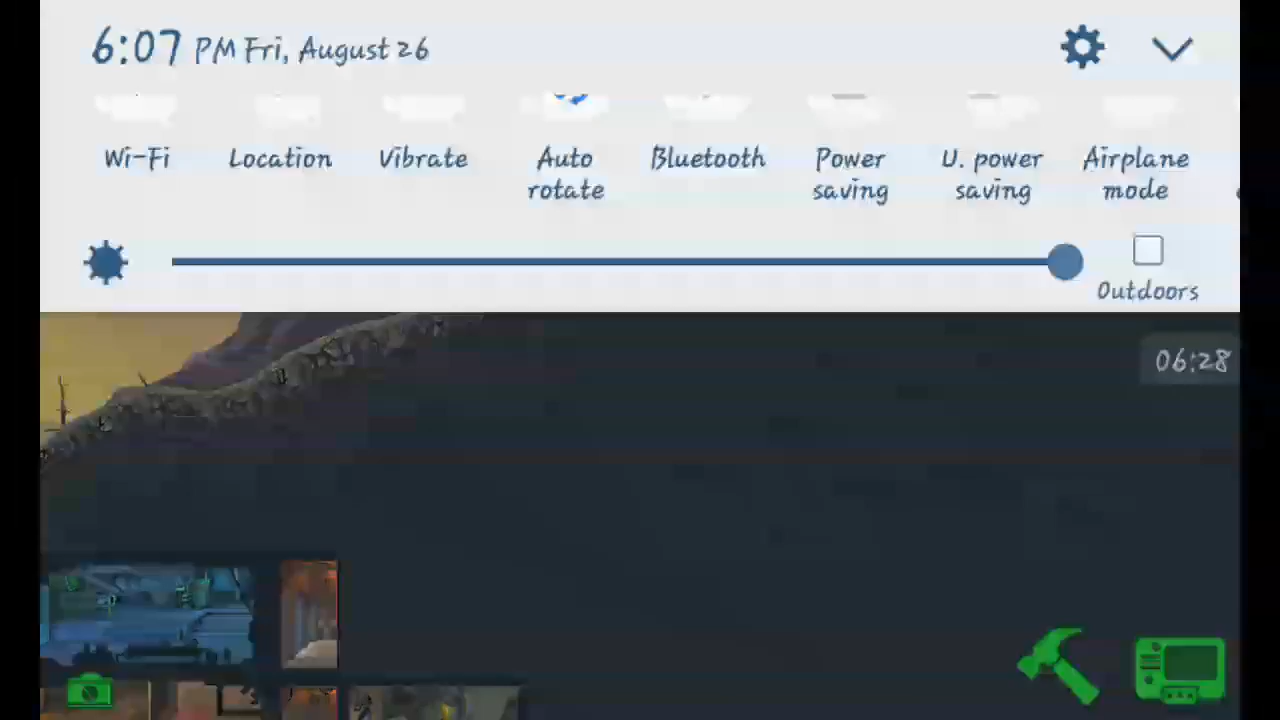 6:07 PM Fri, August 26
Wi-Fi Location Vibrate Auto rotate Bluetooth Power saving U. power saving Airplane mode
Outdoors
06:28